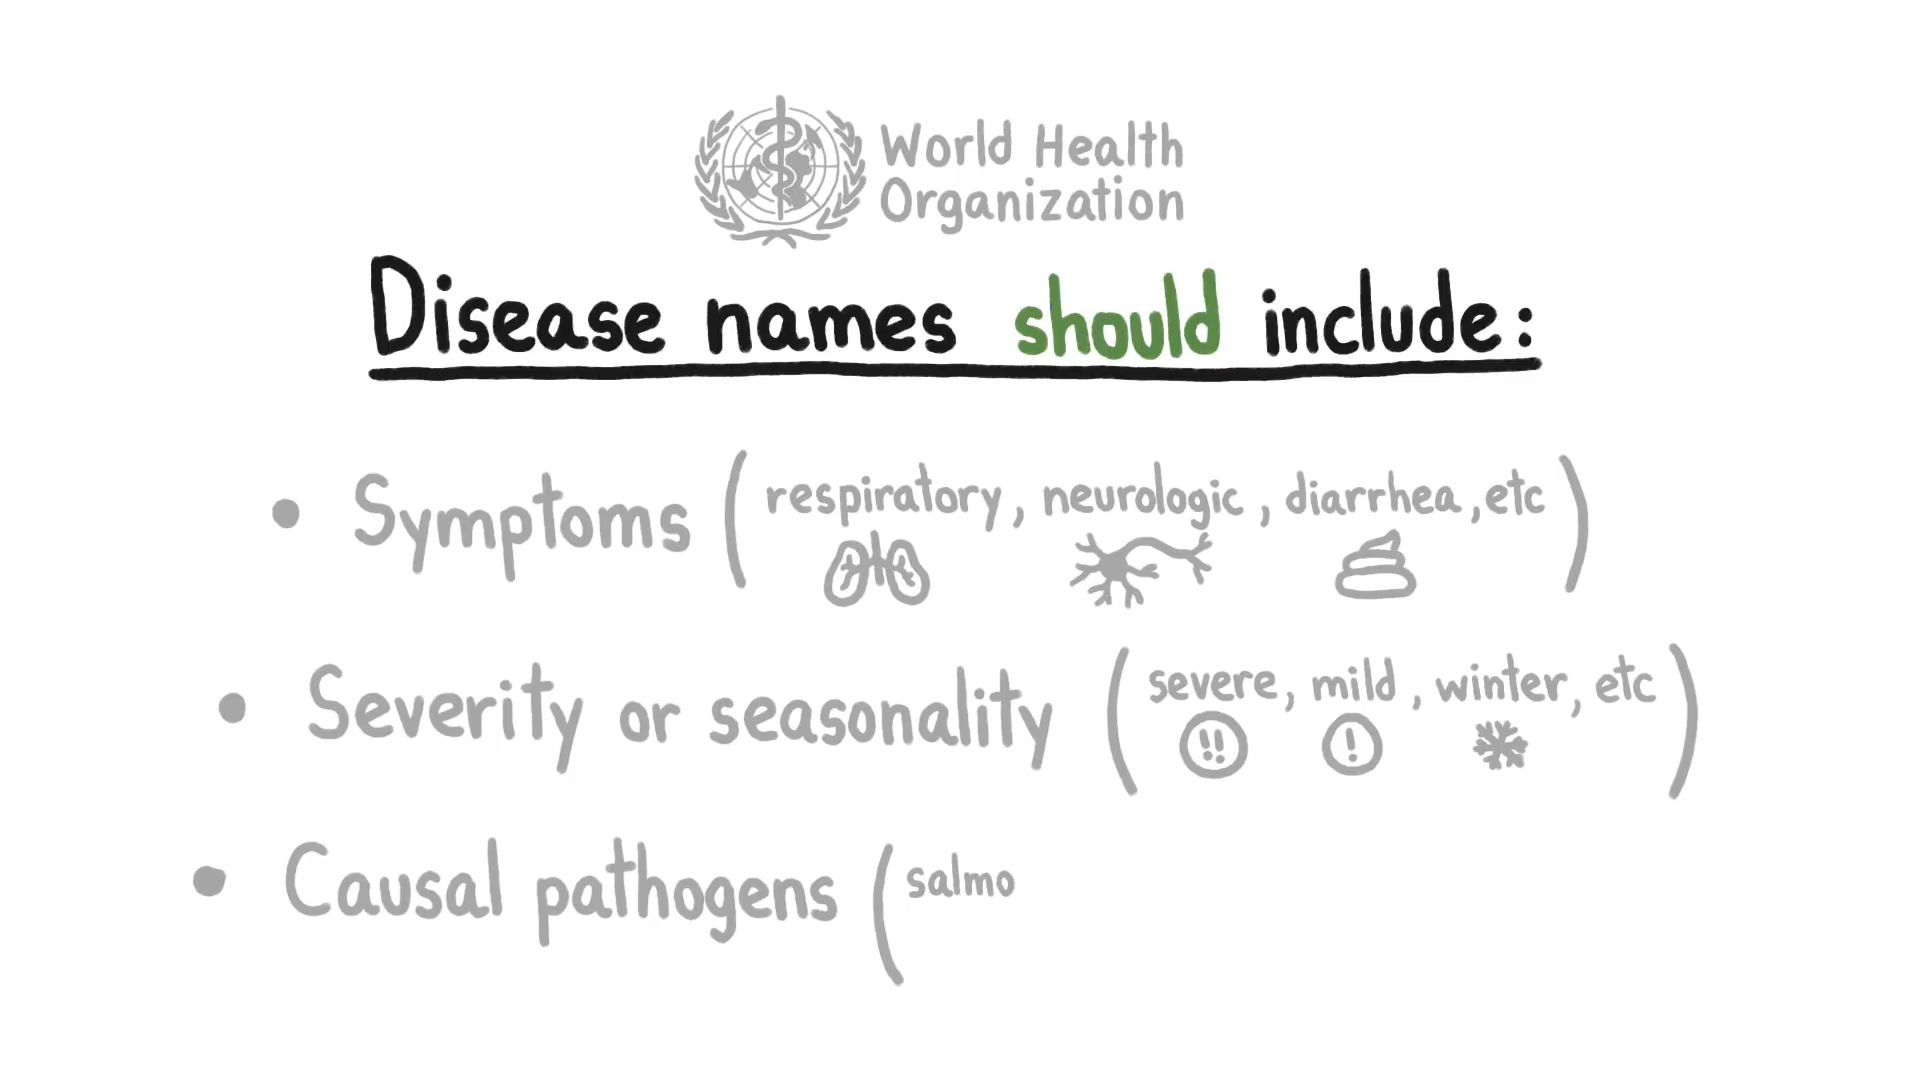 World Health
Organization
Disease names should include:
• Symptoms (respiratory, neurologic, diarrhea, etc)
• Severity or seasonality (severe, mild, winter, etc)
!! !
• Causal pathogens (salmo